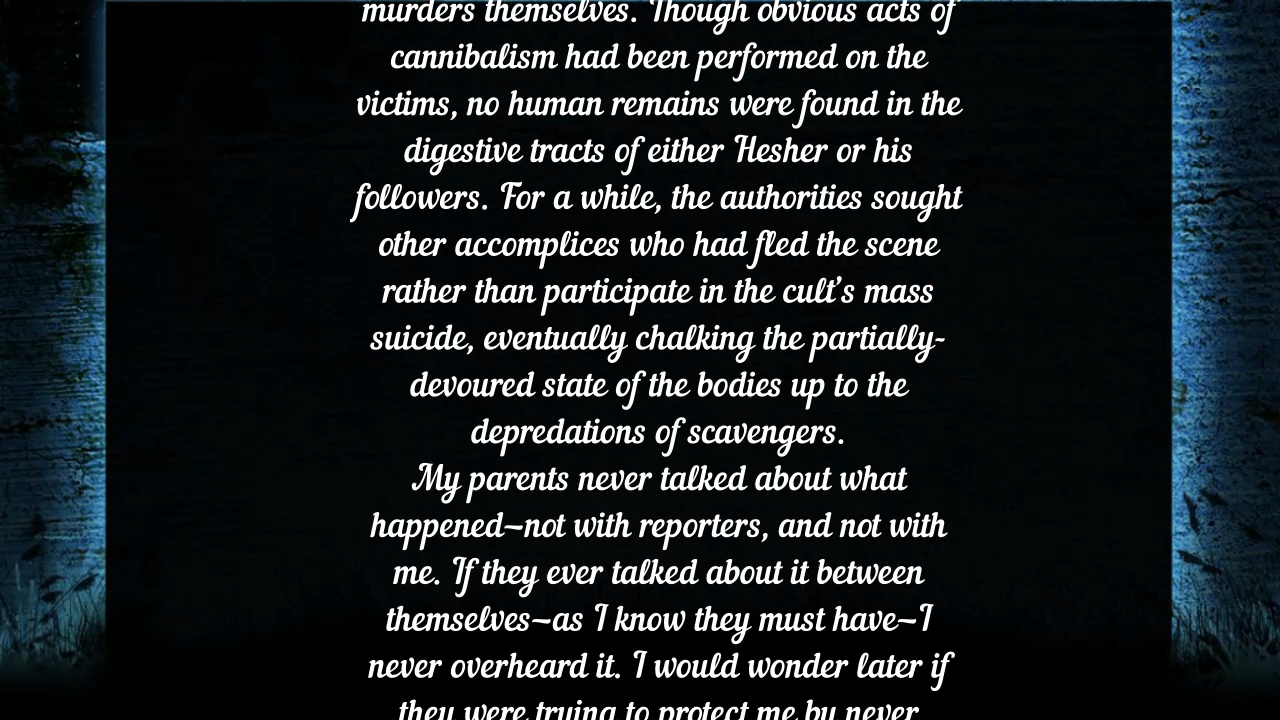 murders themselves. Though obvious acts of
cannibalism had been performed on the
victims, no human remains were found in the
digestive tracts of either Hesher or his
followers. For a while, the authorities sought
other accomplices who had fled the scene
rather than participate in the cult's mass
suicide, eventually chalking the partially-
devoured state of the bodies up to the
depredations of scavengers.
My parents never talked about what
happened—not with reporters, and not with
me. If they ever talked about it between
themselves—as I know they must have—I
never overheard it. I would wonder later if
they were trying to protect me by never